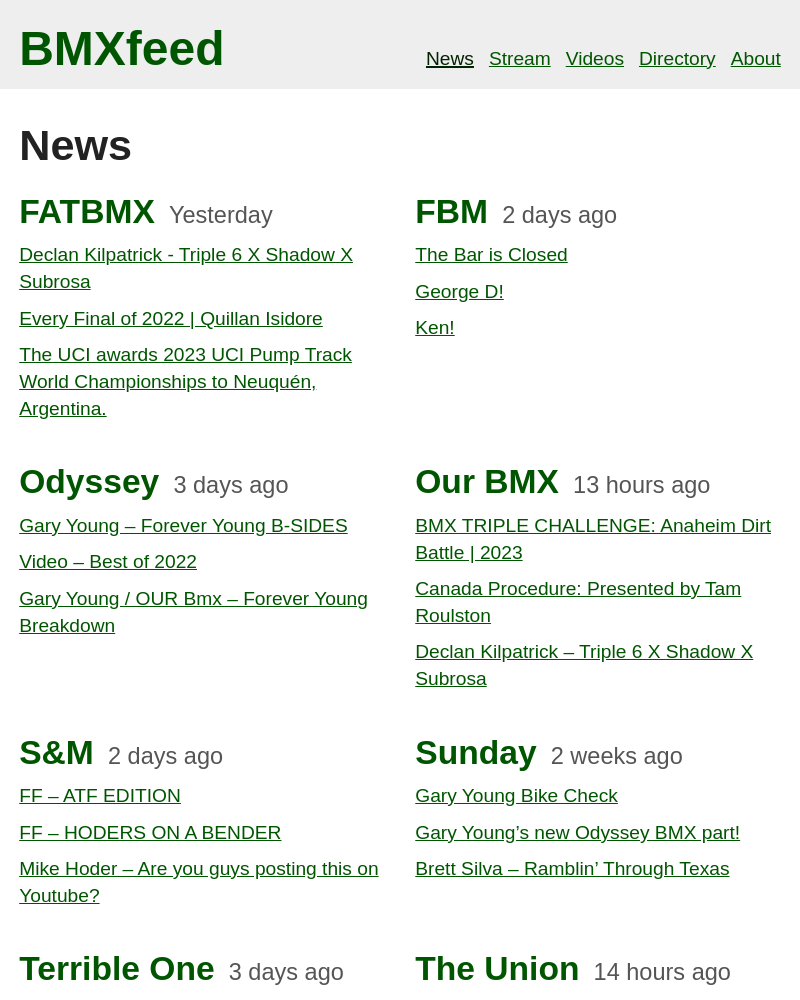 BMXfeed
News Stream Videos Directory About
News
FATBMX Yesterday
Declan Kilpatrick - Triple 6 X Shadow X
Subrosa
Every Final of 2022 | Quillan Isidore
The UCI awards 2023 UCI Pump Track
World Championships to Neuquén,
Argentina.
FBM 2 days ago
The Bar is Closed
George D!
Ken!
Odyssey 3 days ago
Gary Young – Forever Young B-SIDES
Video – Best of 2022
Gary Young / OUR Bmx – Forever Young
Breakdown
Our BMX 13 hours ago
BMX TRIPLE CHALLENGE: Anaheim Dirt
Battle | 2023
Canada Procedure: Presented by Tam
Roulston
Declan Kilpatrick – Triple 6 X Shadow X
Subrosa
S&M 2 days ago
FF – ATF EDITION
FF – HODERS ON A BENDER
Mike Hoder – Are you guys posting this on
Youtube?
Sunday 2 weeks ago
Gary Young Bike Check
Gary Young’s new Odyssey BMX part!
Brett Silva – Ramblin’ Through Texas
Terrible One 3 days ago
The Union 14 hours ago